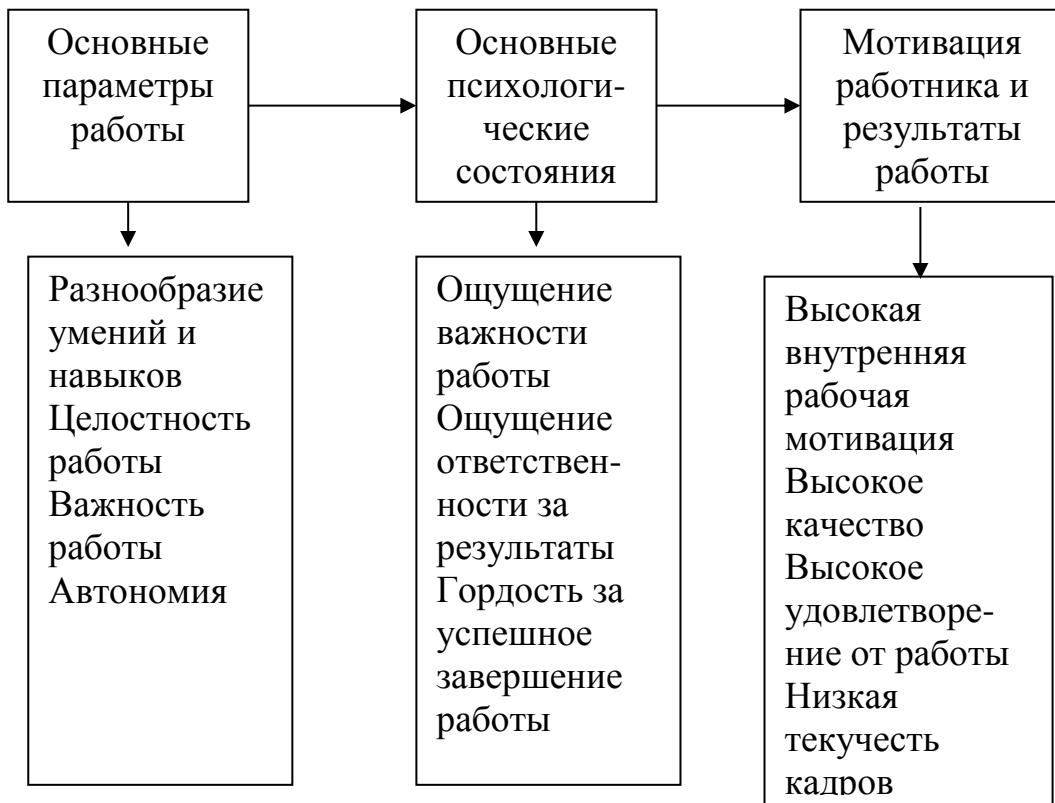 Основные
параметры
работы
Основные
психологи-
ческие
состояния
Мотивация
работника и
результаты
работы
Разнообразие
умений и
навыков
Целостность
работы
Важность
работы
Автономия
Ощущение
важности
работы
Ощущение
ответствен-
ности за
результаты
Гордость за
успешное
завершение
работы
Высокая
внутренняя
рабочая
мотивация
Высокое
качество
Высокое
удовлетворе-
ние от работы
Низкая
текучесть
кадров